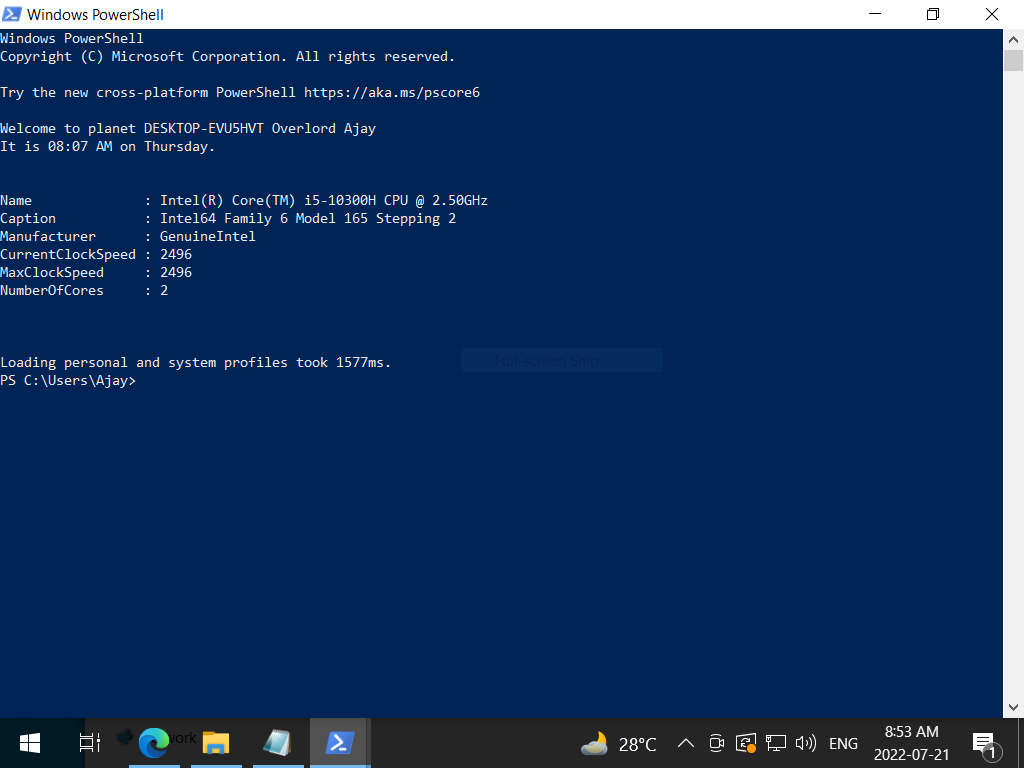 Windows PowerShell
Windows PowerShell
Copyright (C) Microsoft Corporation. All rights reserved.
Try the new cross-platform PowerShell https://aka.ms/pscore6
Welcome to planet DESKTOP-EVU5HVT Overlord Ajay
It is 08:07 AM on Thursday.
Name : Intel(R) Core(TM) i5-10300H CPU @ 2.50GHz
Caption : Intel64 Family 6 Model 165 Stepping 2
Manufacturer : GenuineIntel
CurrentClockSpeed : 2496
MaxClockSpeed : 2496
NumberOfCores : 2
Loading personal and system profiles took 1577ms.
Full-screen Snip
PS C:\Users\Ajay>
28°C
ENG
8:53 AM
2022-07-21
1